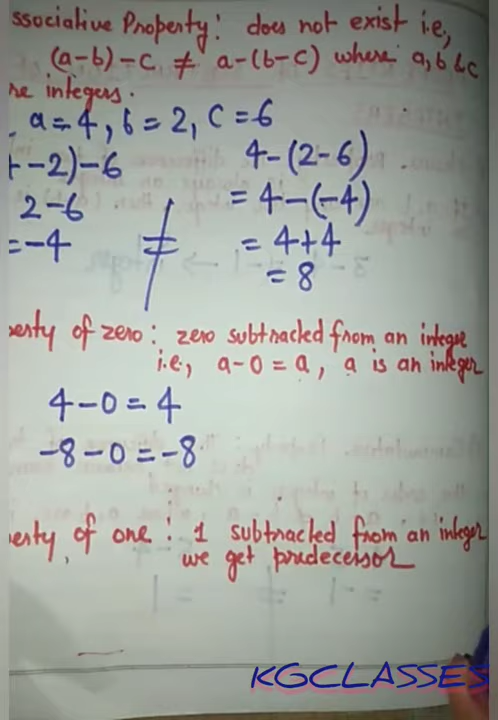 ssociative Property: does not exist i.e,
(a-b)-c ≠ a-(b-c) where a, b & c
re integers.
a=4, b=2, c=6
-2)-6
2-6
=-4
≠
4-(2-6)
= 4-(-4)
= 4+4
= 8
erty of zero: zero subtracted from an integer
i.e., a-0=a, a is an integer
4-0=4
-8-0=-8
erty of one: 1 subtracted from an integer
we get predecessor
KGCLASSES